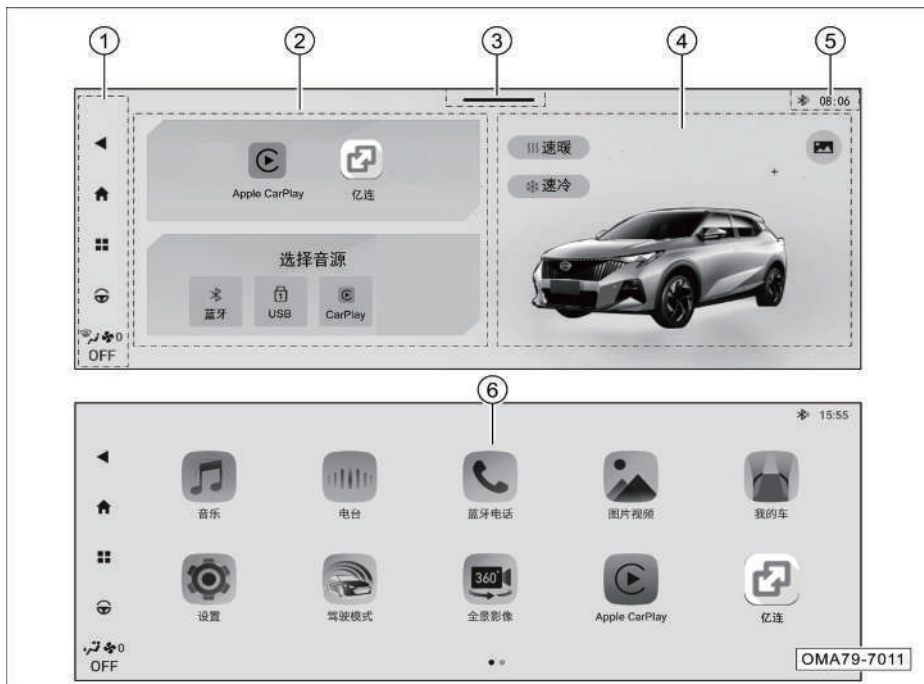 ① ② ③ ④ ⑤
08:06
速暖
速冷
Apple CarPlay 亿连
选择音源
蓝牙 USB CarPlay
0
OFF
⑥
15:55
音乐 电台 蓝牙电话 图片视频 我的车
360°
设置 驾驶模式 全景影像 Apple CarPlay 亿连
0
OFF
OMA79-7011